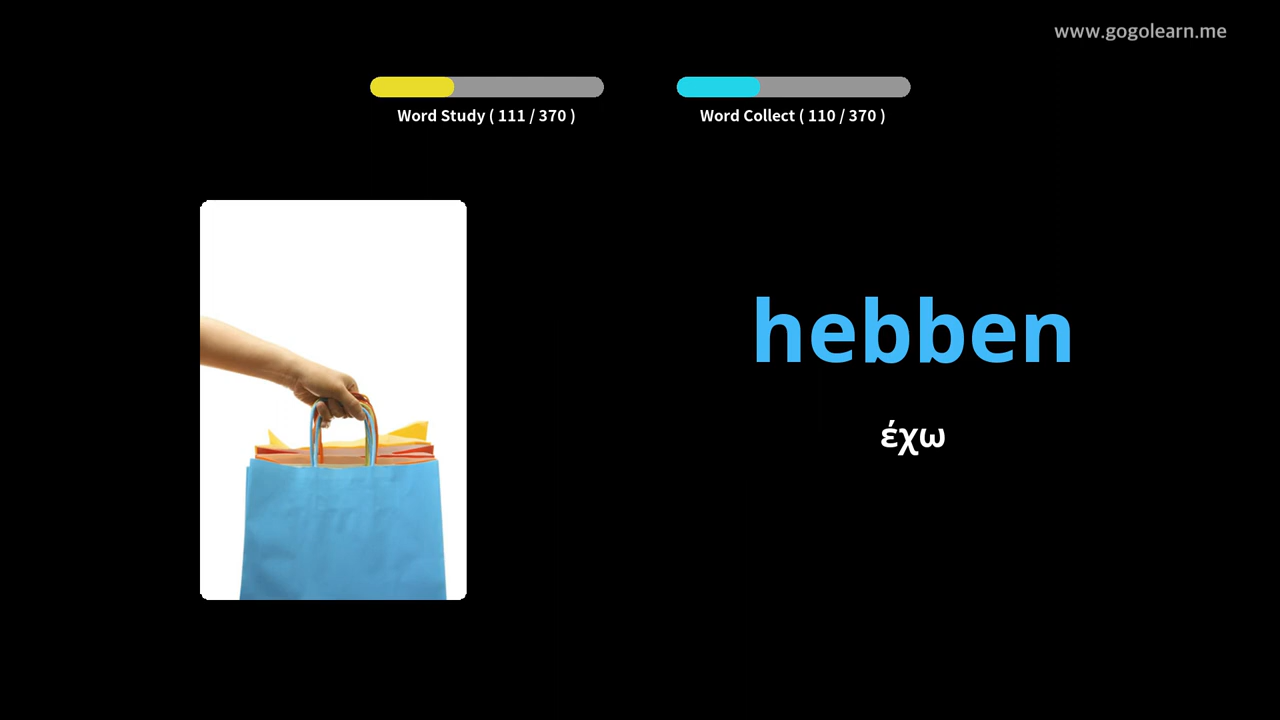 www.gogolearn.me
Word Study ( 111 / 370 )
Word Collect ( 110 / 370 )
hebben
έχω